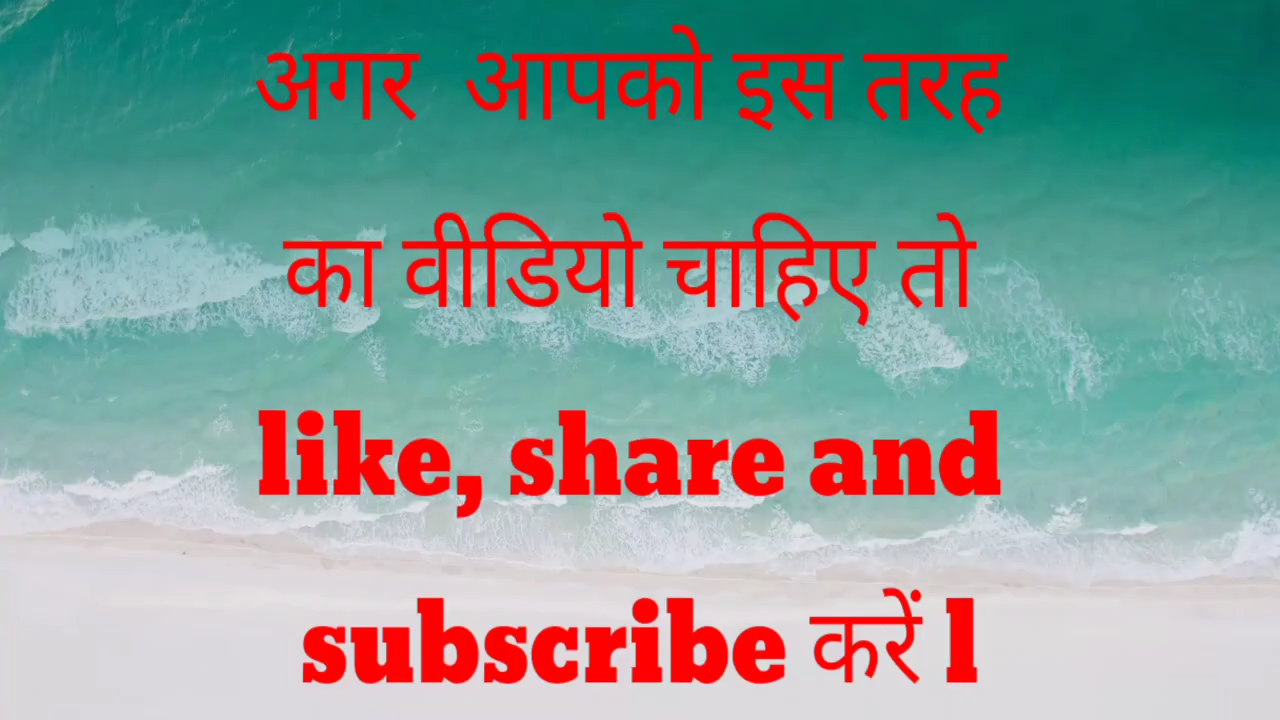 अगर आपको इस तरह
का वीडियो चाहिए तो
like, share and
subscribe करें l